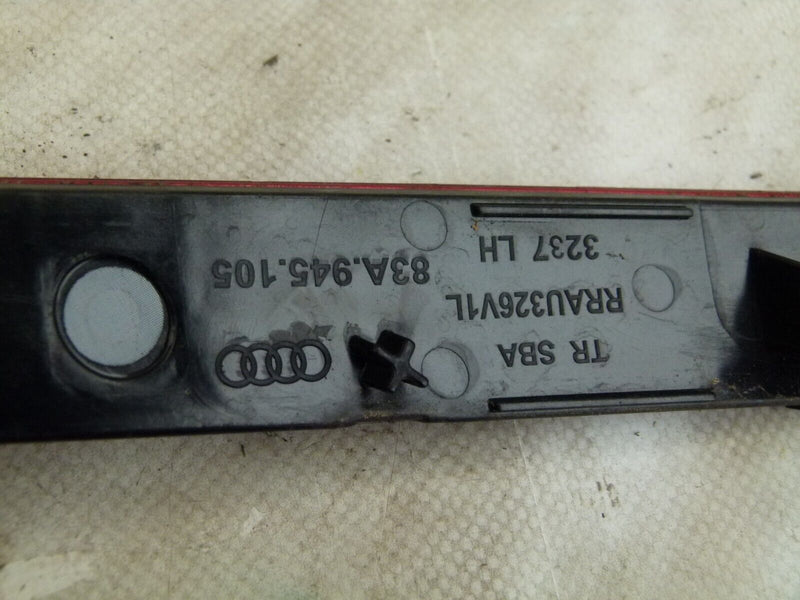 TR SBA
RRAU326V1L
3237 LH
83A.945.105